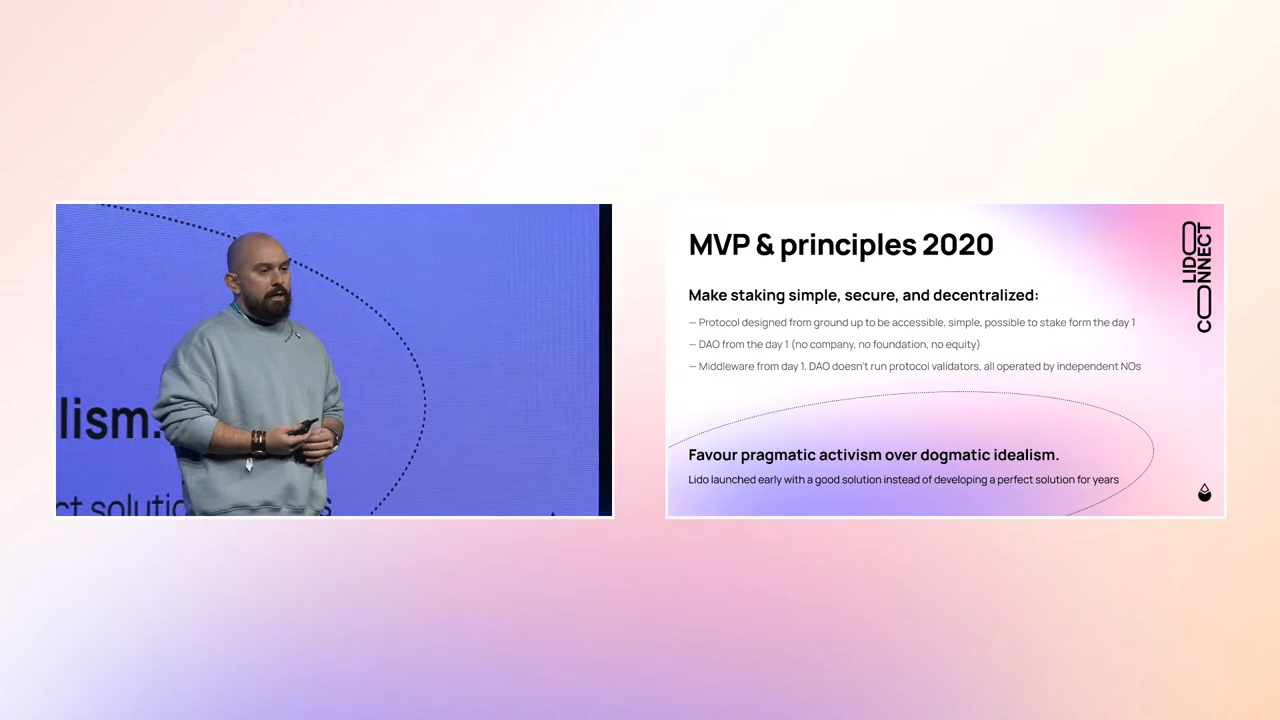 lism.
ct solutio
s
MVP & principles 2020
LIDO
CONNECT
Make staking simple, secure, and decentralized:
— Protocol designed from ground up to be accessible, simple, possible to stake form the day 1
— DAO from the day 1 (no company, no foundation, no equity)
— Middleware from day 1. DAO doesn't run protocol validators, all operated by independent NOs
Favour pragmatic activism over dogmatic idealism.
Lido launched early with a good solution instead of developing a perfect solution for years